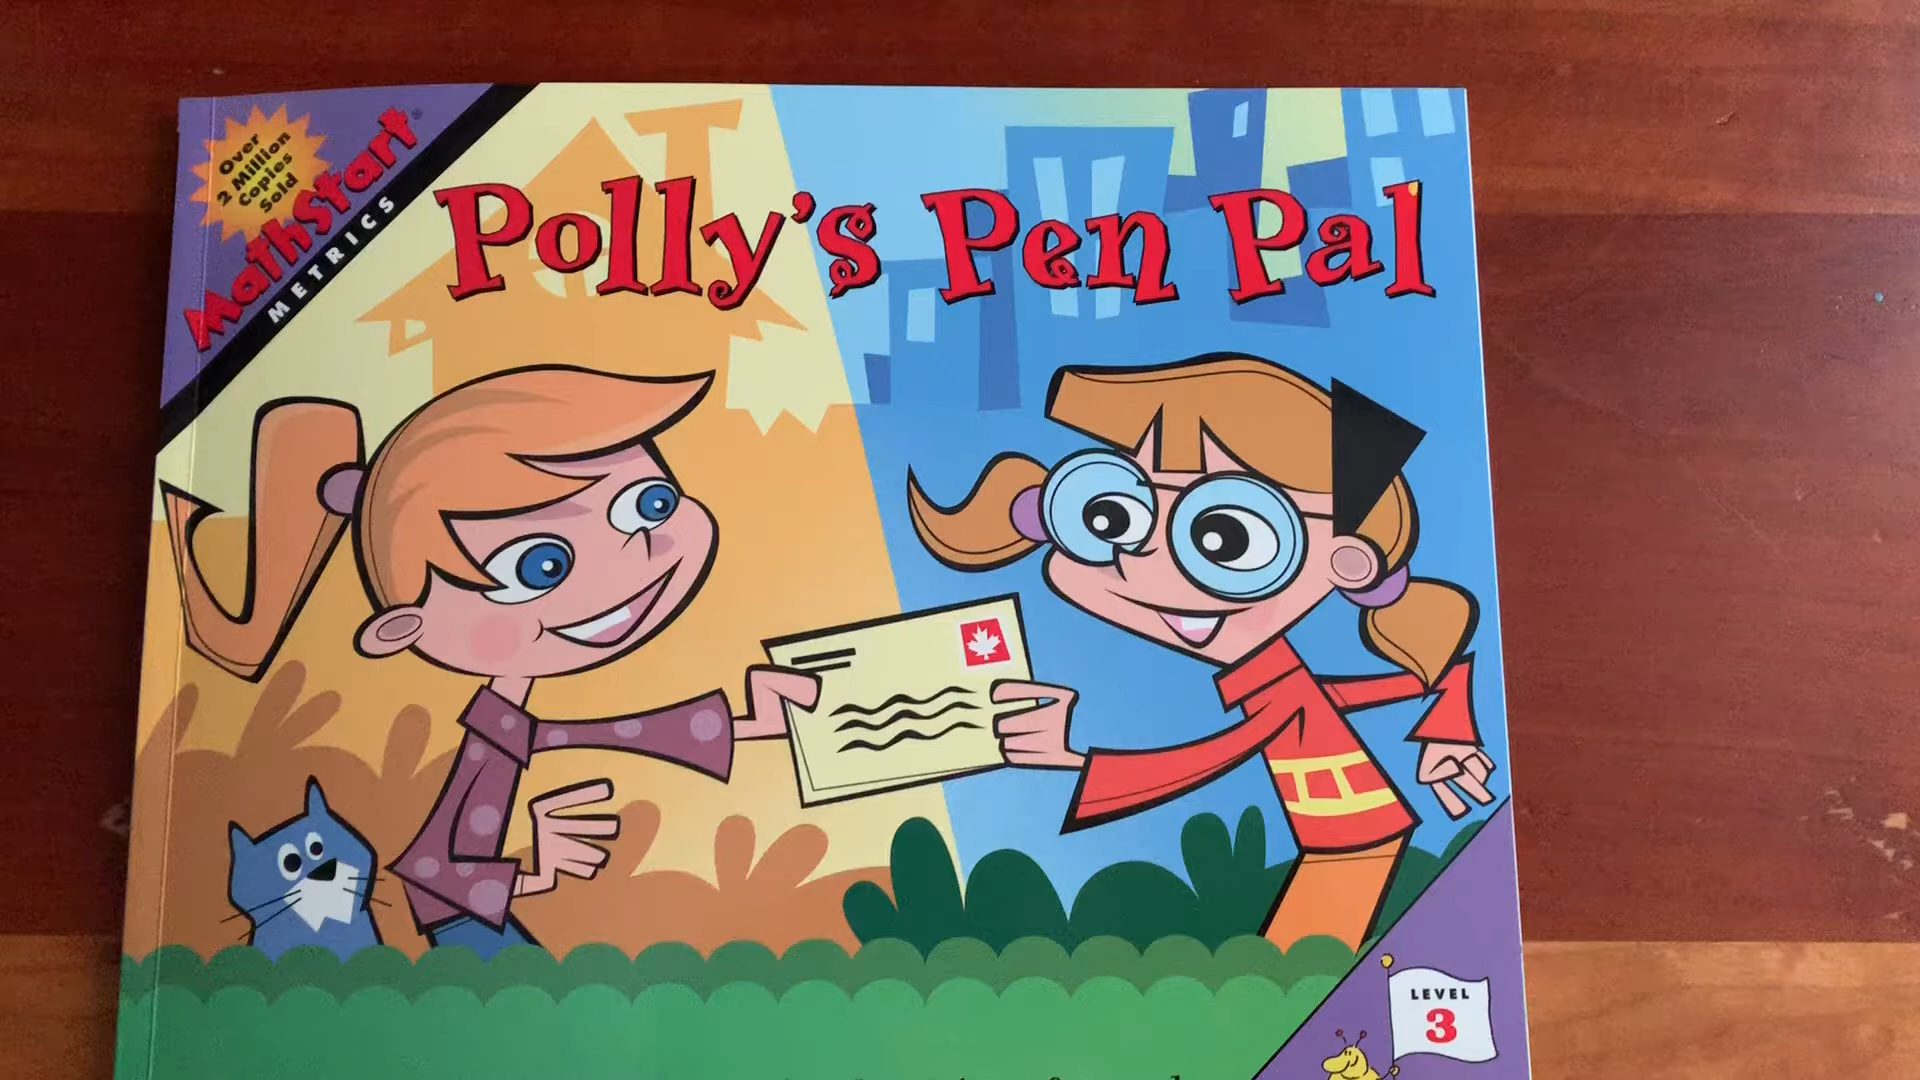 Over
2 Million
Copies
Sold
MathStart®
METRICS
Polly's Pen Pal
LEVEL
3